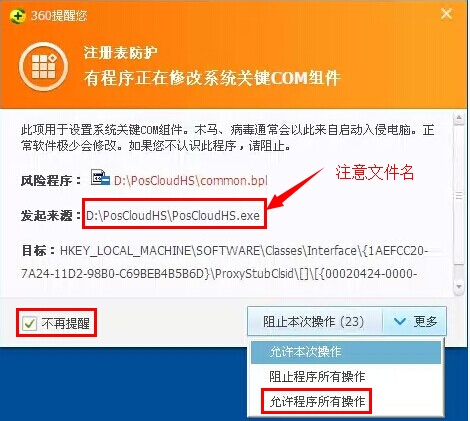 360提醒您
注册表防护
有程序正在修改系统关键COM组件
此项用于设置系统关键COM组件。木马、病毒通常会以此来自启动入侵电脑。正
常软件极少会修改。如果您不认识此程序，请阻止。
注意文件名
风险程序： D:\PosCloudHS\common.bpl
发起来源： D:\PosCloudHS\PosCloudHS.exe
目标： HKEY_LOCAL_MACHINE\SOFTWARE\Classes\Interface\{1AEFCC20-
7A24-11D2-98B0-C69BEB4B5B6D}\ProxyStubClsid\[]\[{00020424-0000-
不再提醒
阻止本次操作 (23)
更多
允许本次操作
阻止程序所有操作
允许程序所有操作